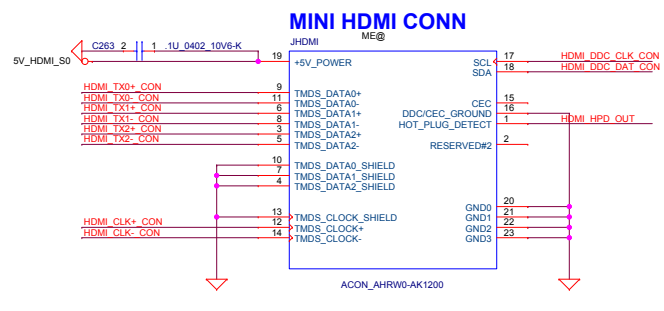 MINI HDMI CONN
ME@
JHDMI
C263 2 1 .1U_0402_10V6-K
5V_HDMI_S0
19 +5V_POWER
SCL 17 HDMI_DDC_CLK_CON
SDA 18 HDMI_DDC_DAT_CON
HDMI_TX0+_CON 9 TMDS_DATA0+
HDMI_TX0-_CON 11 TMDS_DATA0-
HDMI_TX1+_CON 6 TMDS_DATA1+
HDMI_TX1-_CON 8 TMDS_DATA1-
HDMI_TX2+_CON 3 TMDS_DATA2+
HDMI_TX2-_CON 5 TMDS_DATA2-
CEC 15
DDC/CEC_GROUND 16
HOT_PLUG_DETECT 1 HDMI_HPD_OUT
RESERVED#2 2
10 TMDS_DATA0_SHIELD
7 TMDS_DATA1_SHIELD
4 TMDS_DATA2_SHIELD
13 TMDS_CLOCK_SHIELD
HDMI_CLK+_CON 12 TMDS_CLOCK+
HDMI_CLK-_CON 14 TMDS_CLOCK-
GND0 20
GND1 21
GND2 22
GND3 23
ACON_AHRW0-AK1200